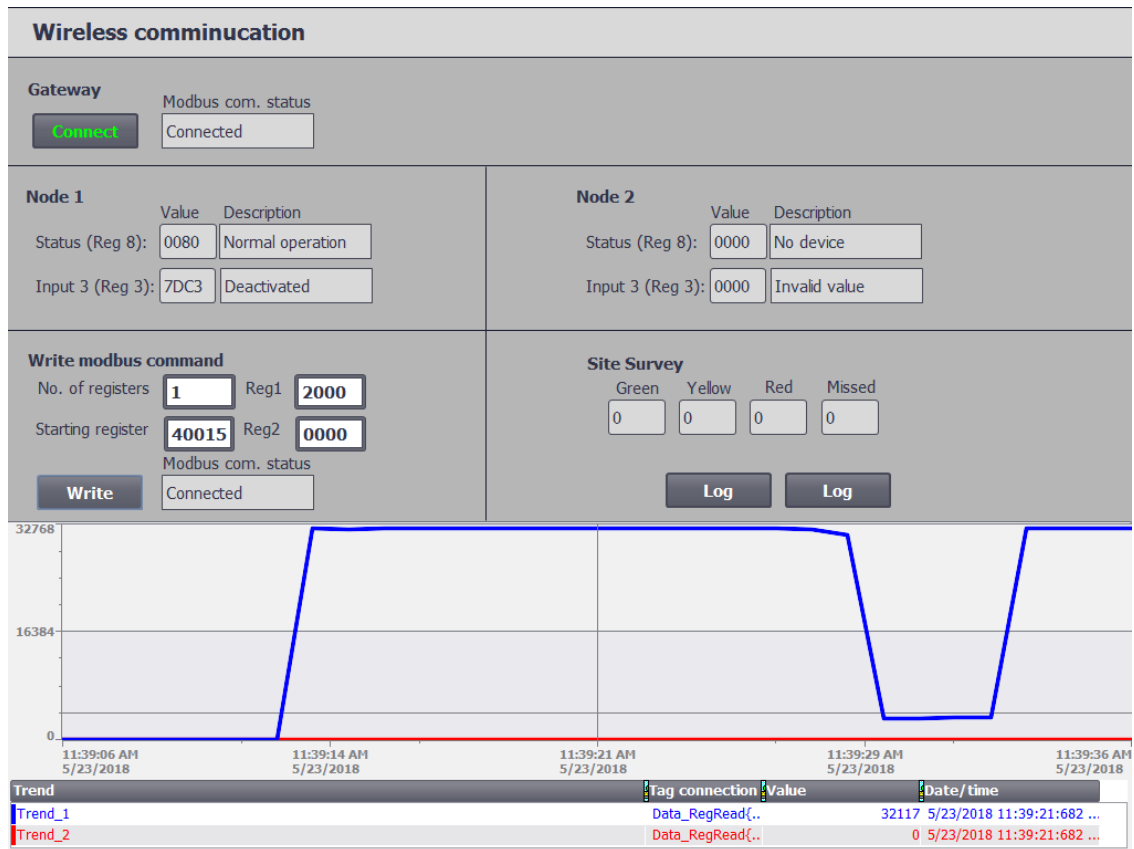 Wireless comminucation
Gateway
Modbus com. status
Connect Connected
Node 1
Value Description
Status (Reg 8): 0080 Normal operation
Input 3 (Reg 3): 7DC3 Deactivated
Node 2
Value Description
Status (Reg 8): 0000 No device
Input 3 (Reg 3): 0000 Invalid value
Write modbus command
No. of registers 1 Reg1 2000
Starting register 40015 Reg2 0000
Modbus com. status
Write Connected
Site Survey
Green Yellow Red Missed
0 0 0 0
Log Log
32768
16384
0
11:39:06 AM 11:39:14 AM 11:39:21 AM 11:39:29 AM 11:39:36 AM
5/23/2018 5/23/2018 5/23/2018 5/23/2018 5/23/2018
Trend Tag connection Value Date/time
Trend_1 Data_RegRead{.. 32117 5/23/2018 11:39:21:682 ...
Trend_2 Data_RegRead{.. 0 5/23/2018 11:39:21:682 ...